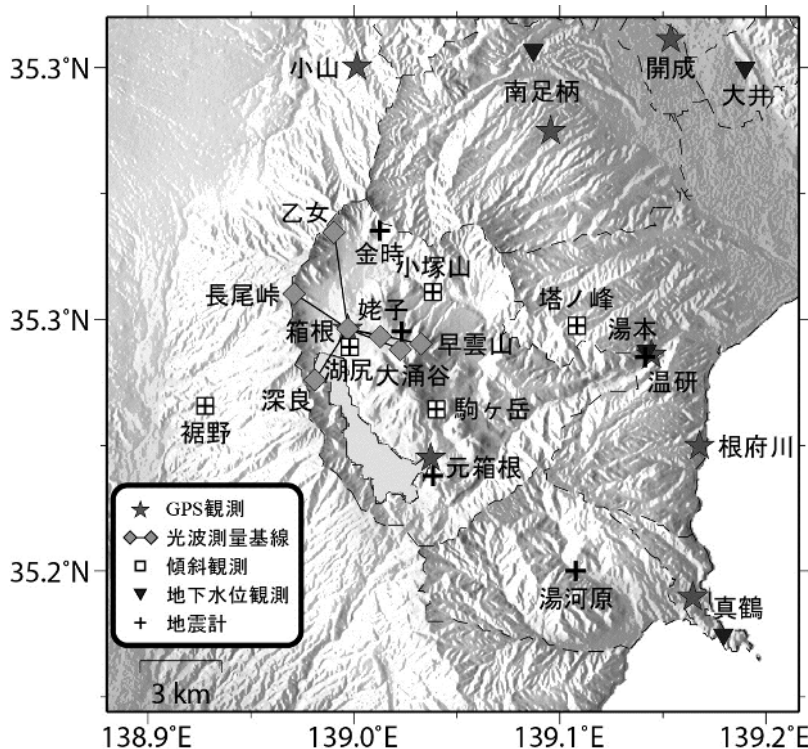 35.3°N
小山
開成
大井
南足柄
乙女
金時
小塚山
長尾峠
姥子
塔ノ峰
35.3°N
箱根
早雲山
湯本
湖尻
大涌谷
温研
深良
駒ヶ岳
裾野
根府川
元箱根
GPS観測
光波測量基線
傾斜観測
地下水位観測
地震計
35.2°N
湯河原
真鶴
3 km
138.9°E
139.0°E
139.1°E
139.2°E